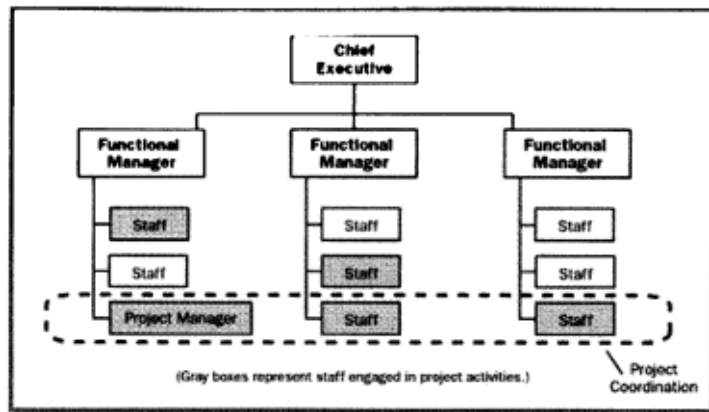 Chief
Executive
Functional
Manager
Functional
Manager
Functional
Manager
Staff
Staff
Staff
Staff
Staff
Staff
Project Manager
Staff
Staff
(Gray boxes represent staff engaged in project activities.)
Project
Coordination